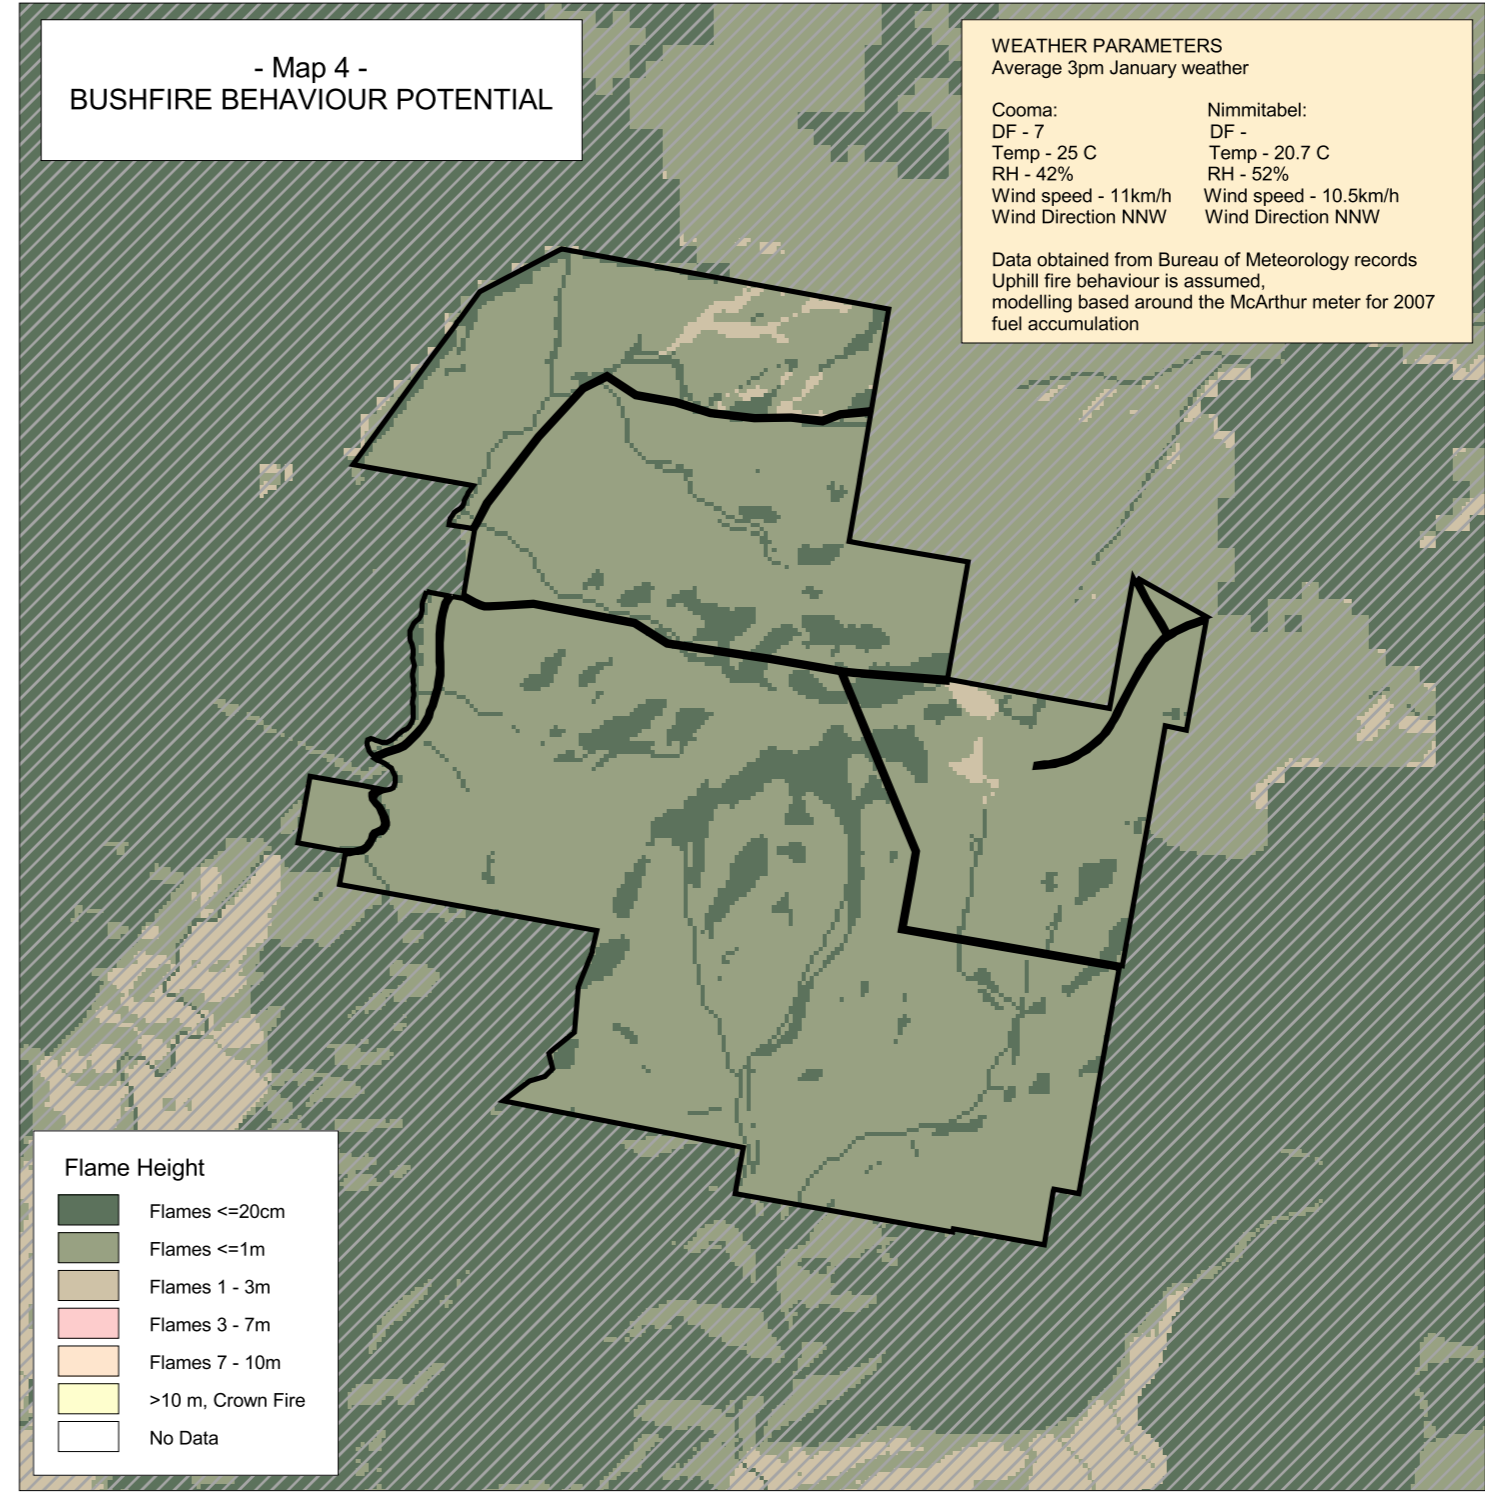 - Map 4 -
BUSHFIRE BEHAVIOUR POTENTIAL
WEATHER PARAMETERS
Average 3pm January weather
Cooma: Nimmitabel:
DF - 7 DF -
Temp - 25 C Temp - 20.7 C
RH - 42% RH - 52%
Wind speed - 11km/h Wind speed - 10.5km/h
Wind Direction NNW Wind Direction NNW
Data obtained from Bureau of Meteorology records
Uphill fire behaviour is assumed,
modelling based around the McArthur meter for 2007
fuel accumulation
Flame Height
Flames <=20cm
Flames <=1m
Flames 1 - 3m
Flames 3 - 7m
Flames 7 - 10m
>10 m, Crown Fire
No Data